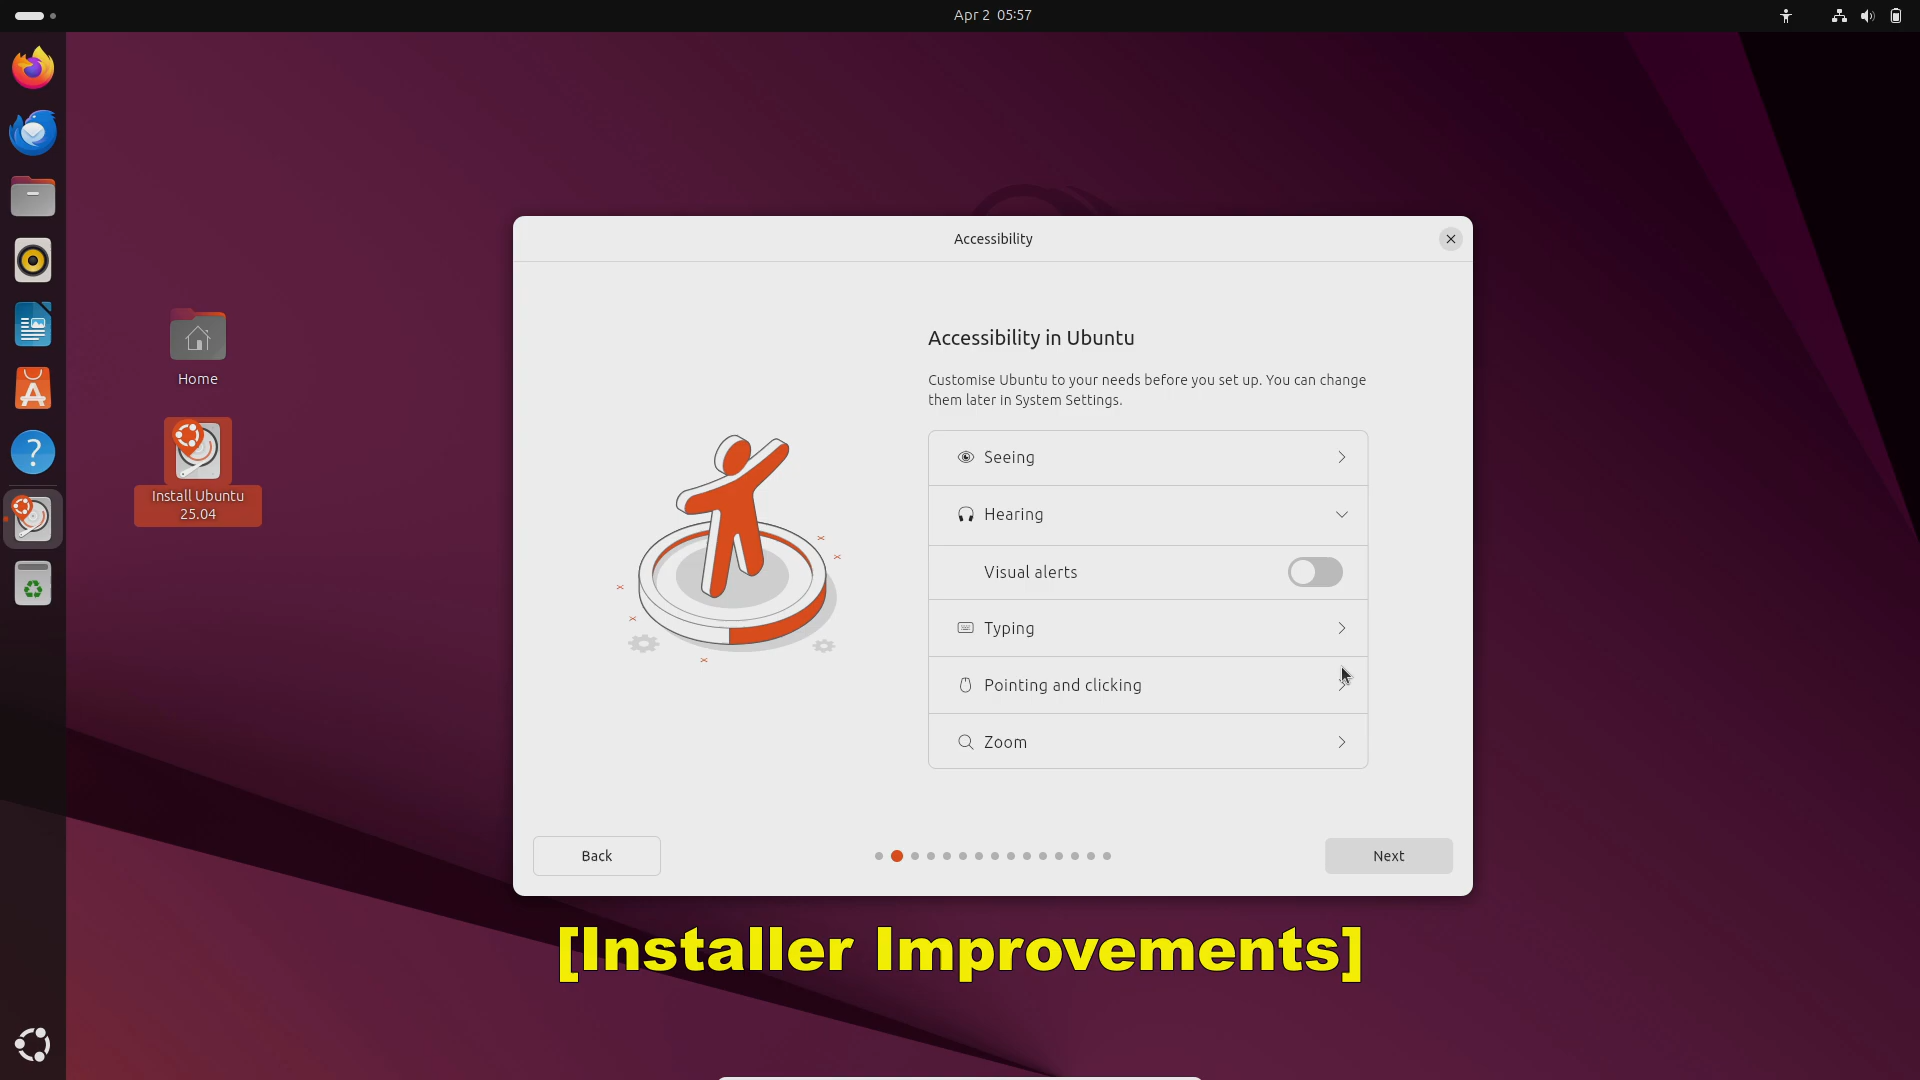 Apr 2 05:57
Home
Install Ubuntu
25.04
Accessibility
Accessibility in Ubuntu
Customise Ubuntu to your needs before you set up. You can change
them later in System Settings.
Seeing
Hearing
Visual alerts
Typing
Pointing and clicking
Zoom
Back
Next
[Installer Improvements]